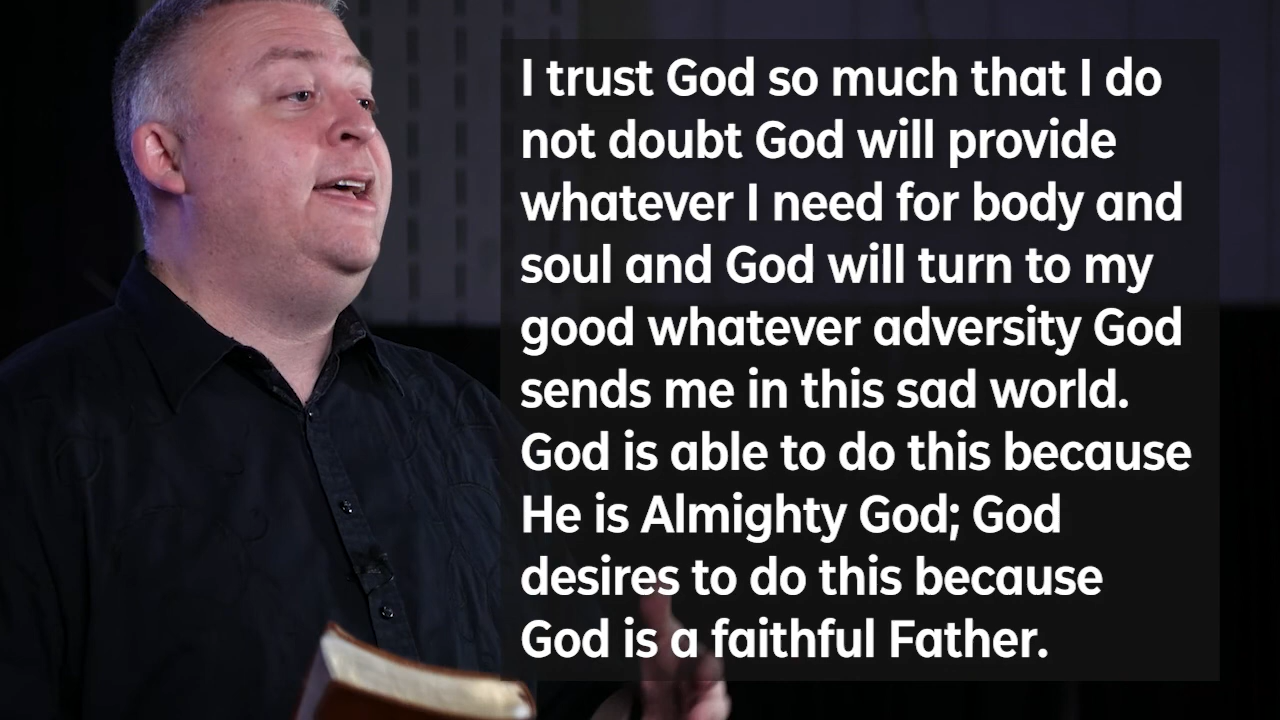 I trust God so much that I do
not doubt God will provide
whatever I need for body and
soul and God will turn to my
good whatever adversity God
sends me in this sad world.
God is able to do this because
He is Almighty God; God
desires to do this because
God is a faithful Father.